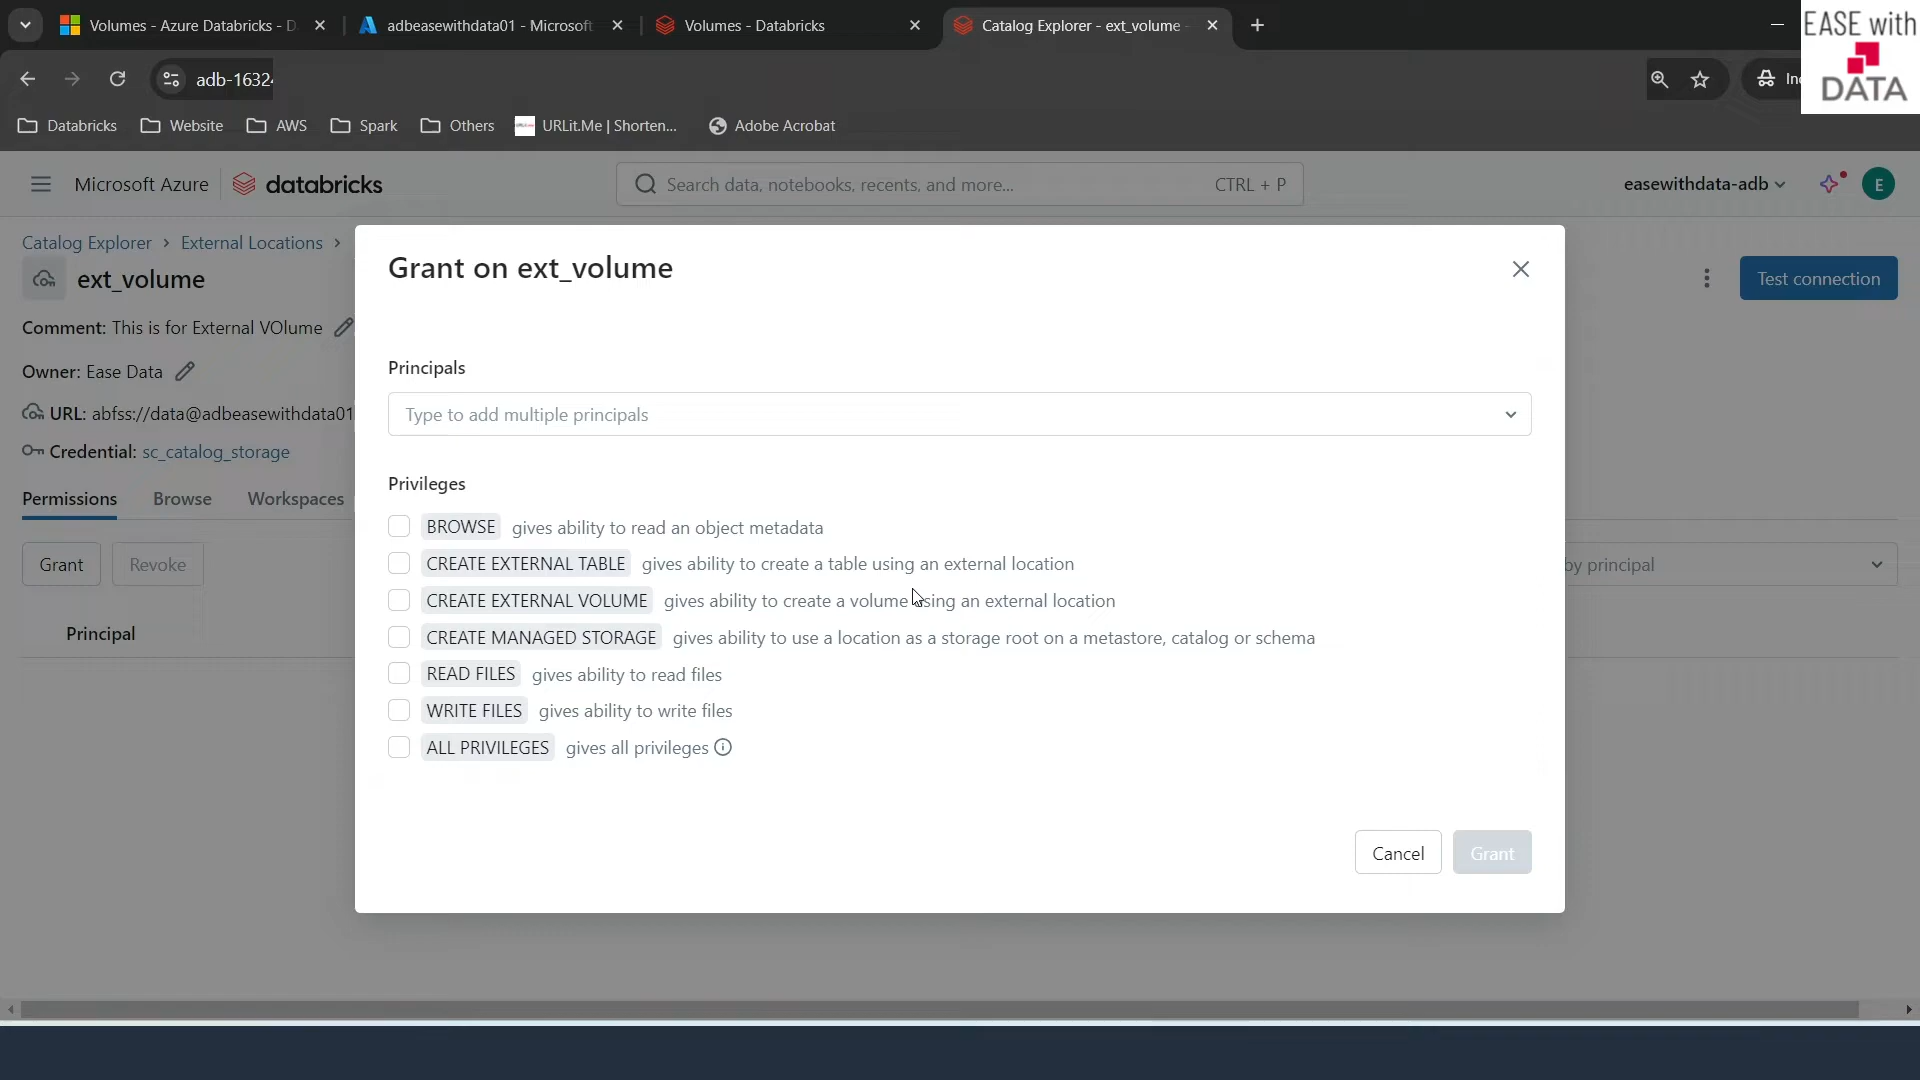 Volumes - Azure Databricks - D
adbeasewithdata01 - Microsoft
Volumes - Databricks
Catalog Explorer - ext_volume -
EASE with
DATA
adb-1632
Databricks
Website
AWS
Spark
Others
URLit.Me | Shorten...
Adobe Acrobat
Microsoft Azure
databricks
Search data, notebooks, recents, and more...
CTRL + P
easewithdata-adb
E
Catalog Explorer > External Locations >
ext_volume
Test connection
Comment: This is for External VOlume
Owner: Ease Data
URL: abfss://data@adbeasewithdata01
Credential: sc_catalog_storage
Permissions
Browse
Workspaces
Grant
Revoke
by principal
Principal
Grant on ext_volume
Principals
Type to add multiple principals
Privileges
BROWSE gives ability to read an object metadata
CREATE EXTERNAL TABLE gives ability to create a table using an external location
CREATE EXTERNAL VOLUME gives ability to create a volume using an external location
CREATE MANAGED STORAGE gives ability to use a location as a storage root on a metastore, catalog or schema
READ FILES gives ability to read files
WRITE FILES gives ability to write files
ALL PRIVILEGES gives all privileges
Cancel
Grant